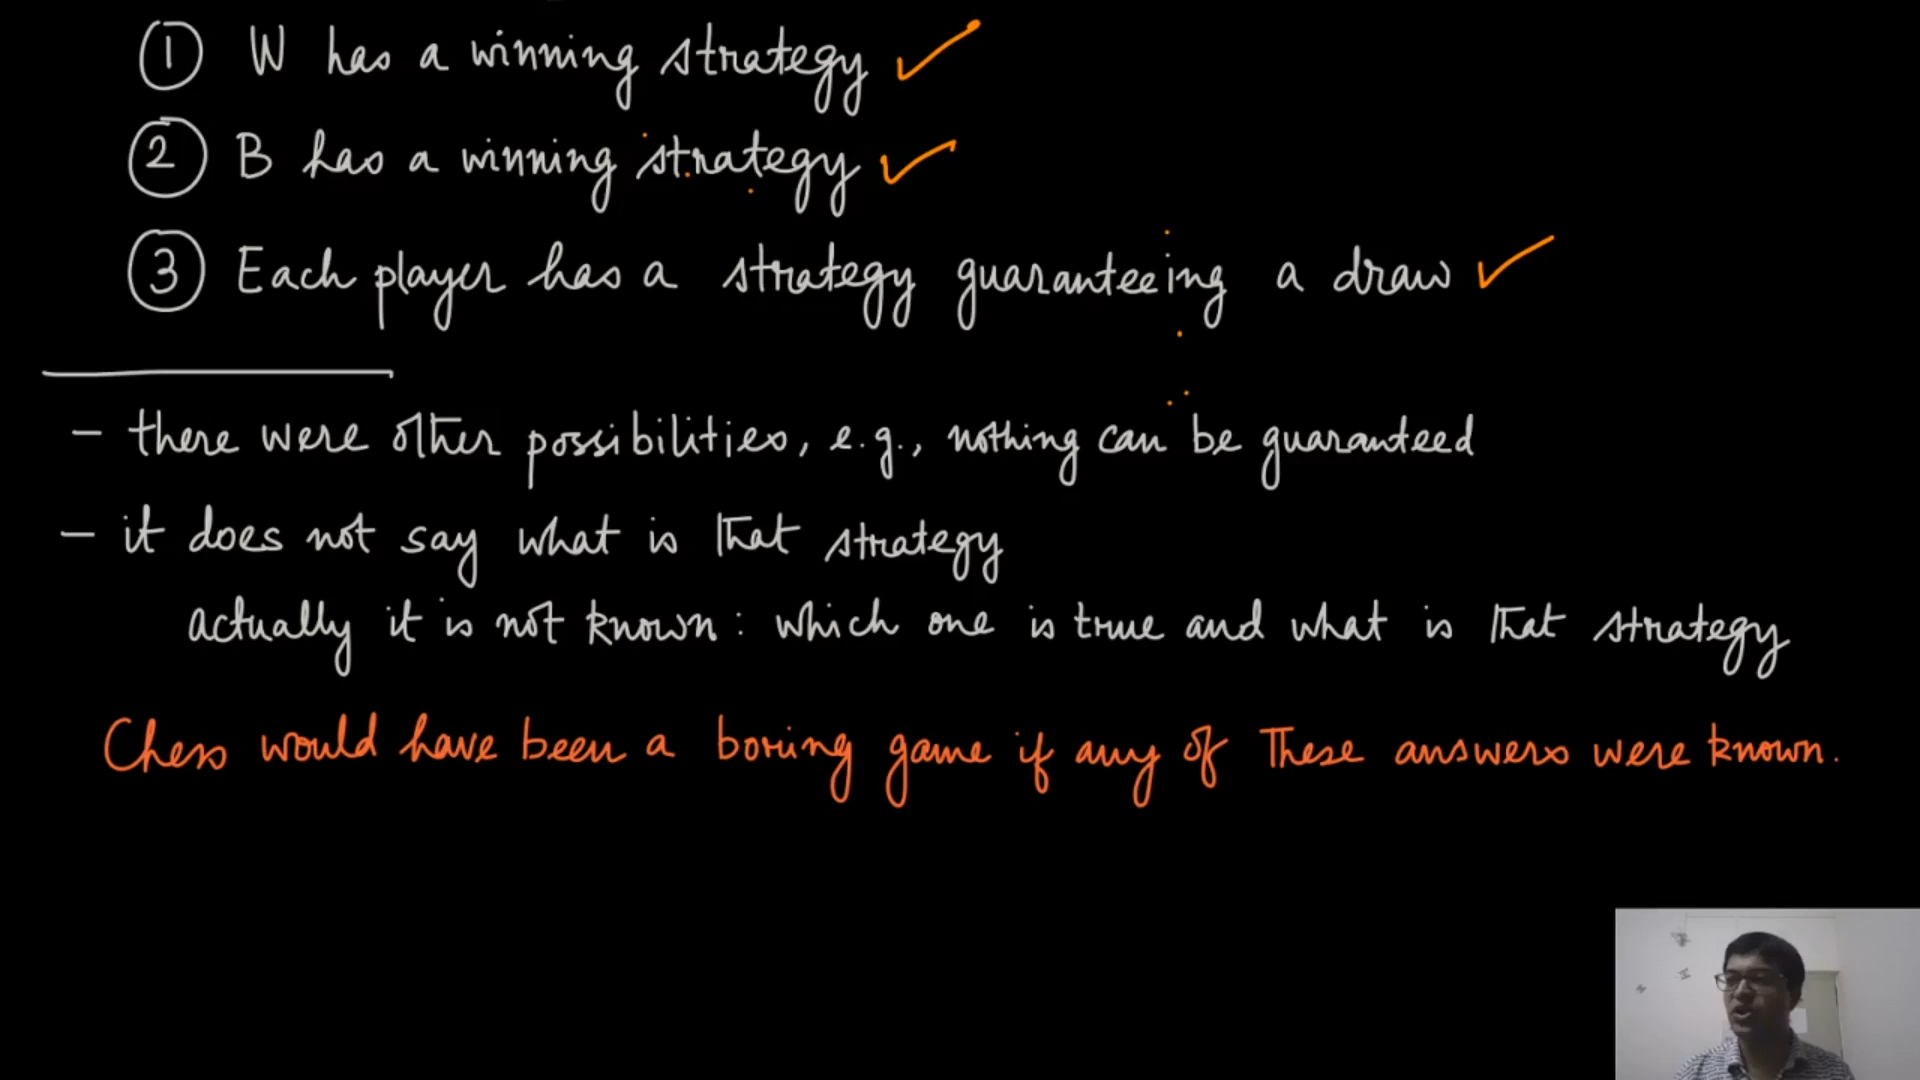 ① W has a winning strategy ✓
② B has a winning strategy ✓
③ Each player has a strategy guaranteeing a draw ✓
– there were other possibilities, e.g., nothing can be guaranteed
– it does not say what is that strategy
actually it is not known: which one is true and what is that strategy
Chess would have been a boring game if any of these answers were known.